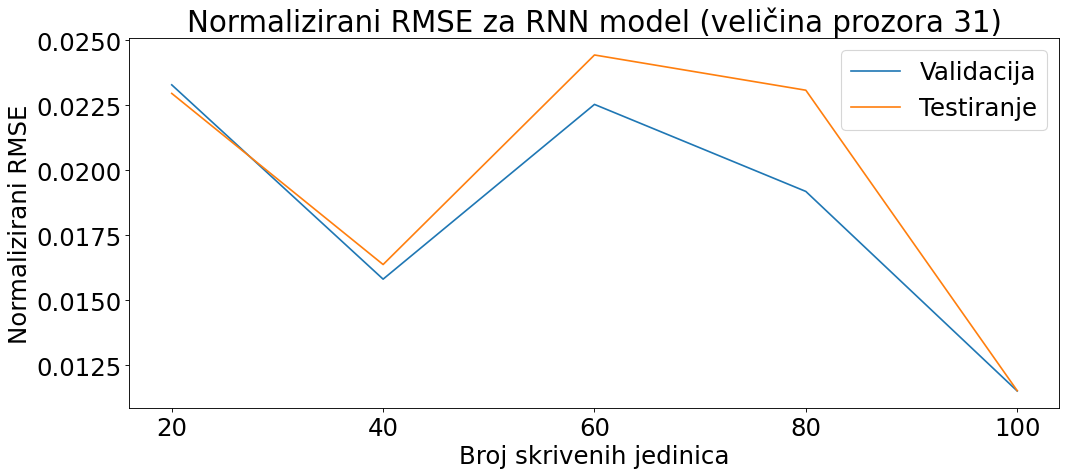 Normalizirani RMSE za RNN model (veličina prozora 31)
Normalizirani RMSE
0.0250
0.0225
0.0200
0.0175
0.0150
0.0125
Validacija
Testiranje
20 40 60 80 100
Broj skrivenih jedinica